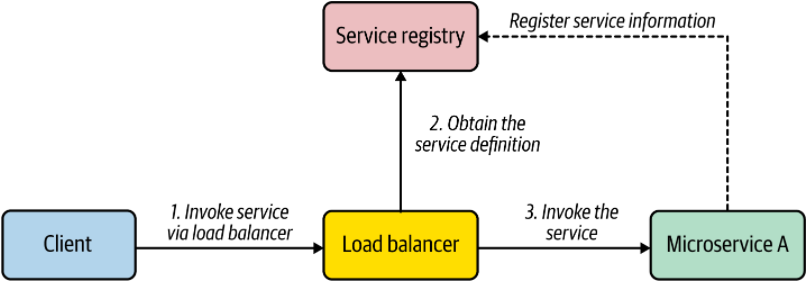 Service registry
Register service information
2. Obtain the
service definition
1. Invoke service
via load balancer
3. Invoke the
service
Client
Load balancer
Microservice A